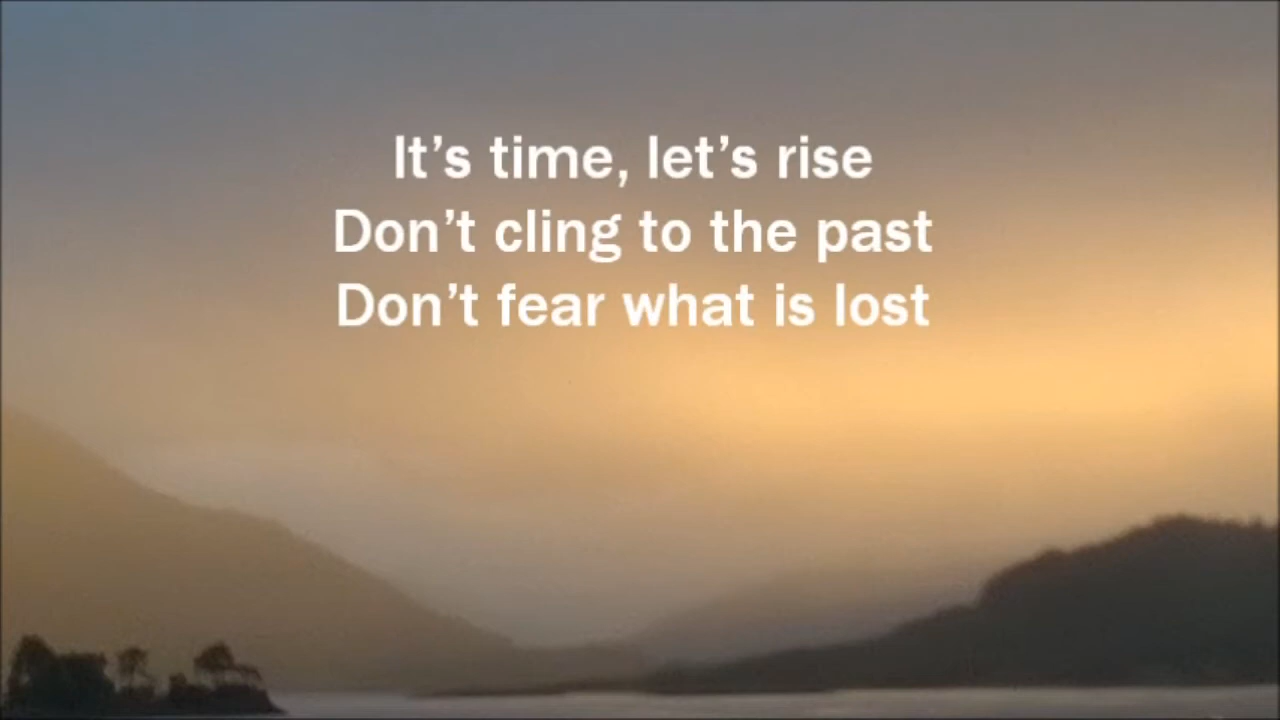 It’s time, let’s rise
Don’t cling to the past
Don’t fear what is lost